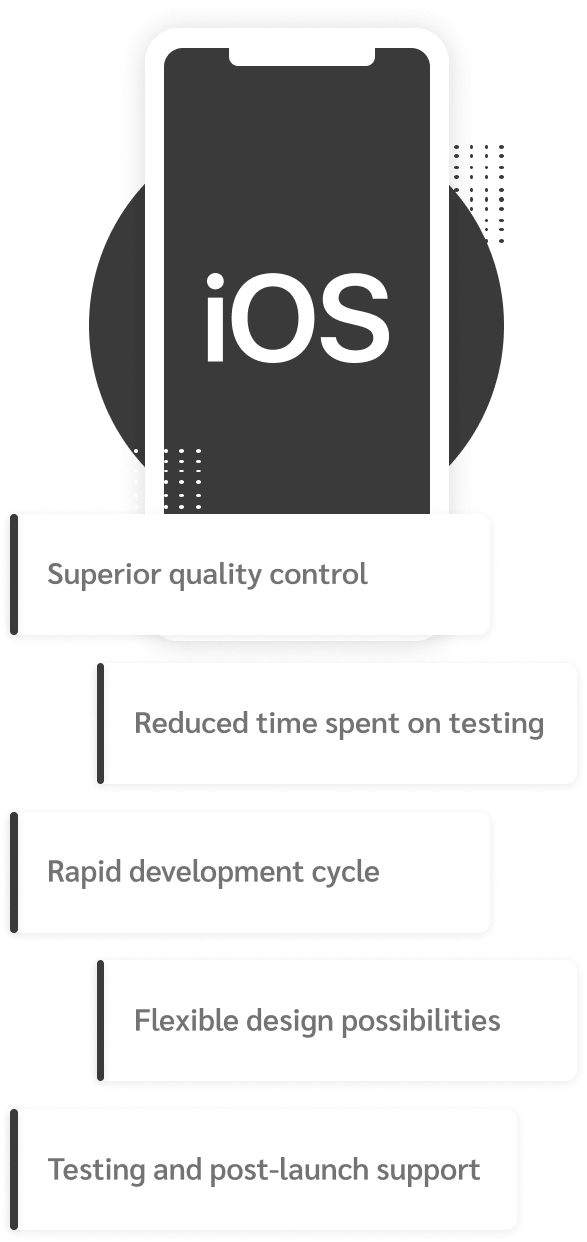 iOS
Superior quality control
Reduced time spent on testing
Rapid development cycle
Flexible design possibilities
Testing and post-launch support